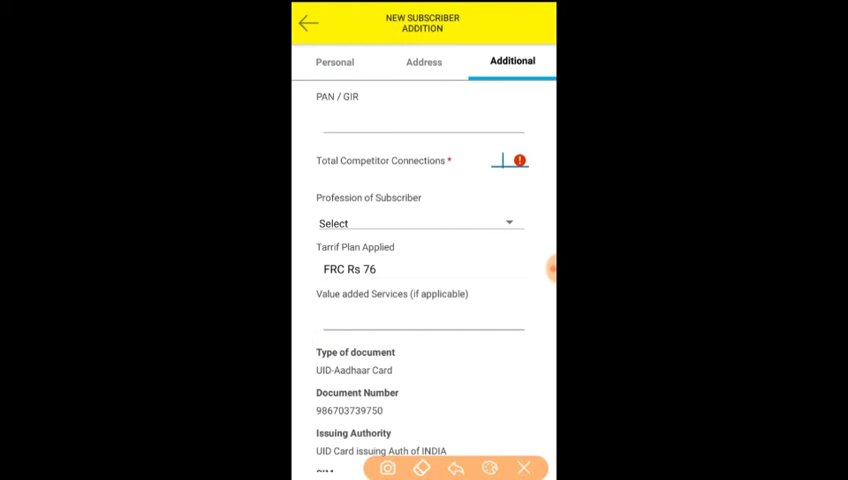 NEW SUBSCRIBER
ADDITION
Personal Address Additional
PAN / GIR
Total Competitor Connections *
Profession of Subscriber
Select
Tarrif Plan Applied
FRC Rs 76
Value added Services (if applicable)
Type of document
UID-Aadhaar Card
Document Number
986703739750
Issuing Authority
UID Card issuing Auth of INDIA